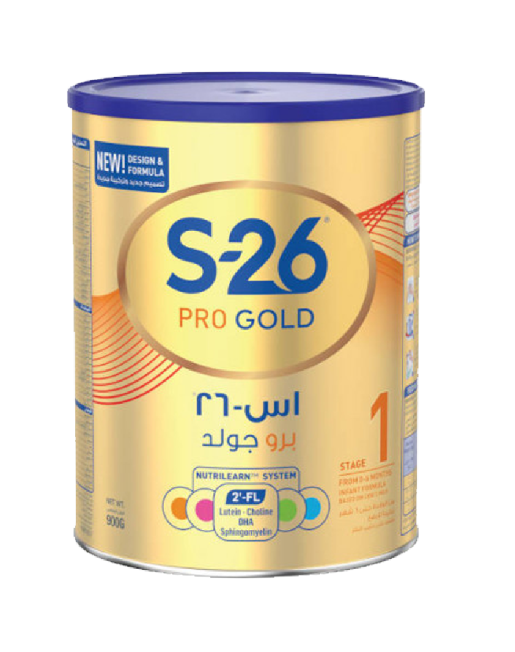 NEW! DESIGN &
FORMULA
تصميم جديد وتركيبة جديدة
S-26®
PRO GOLD
اس-٢٦
برو جولد
STAGE 1
FROM 0-6 MONTHS
INFANT FORMULA
NUTRILEARN™ SYSTEM
2'-FL
Lutein · Choline
DHA
Sphingomyelin
NET WT.
900G